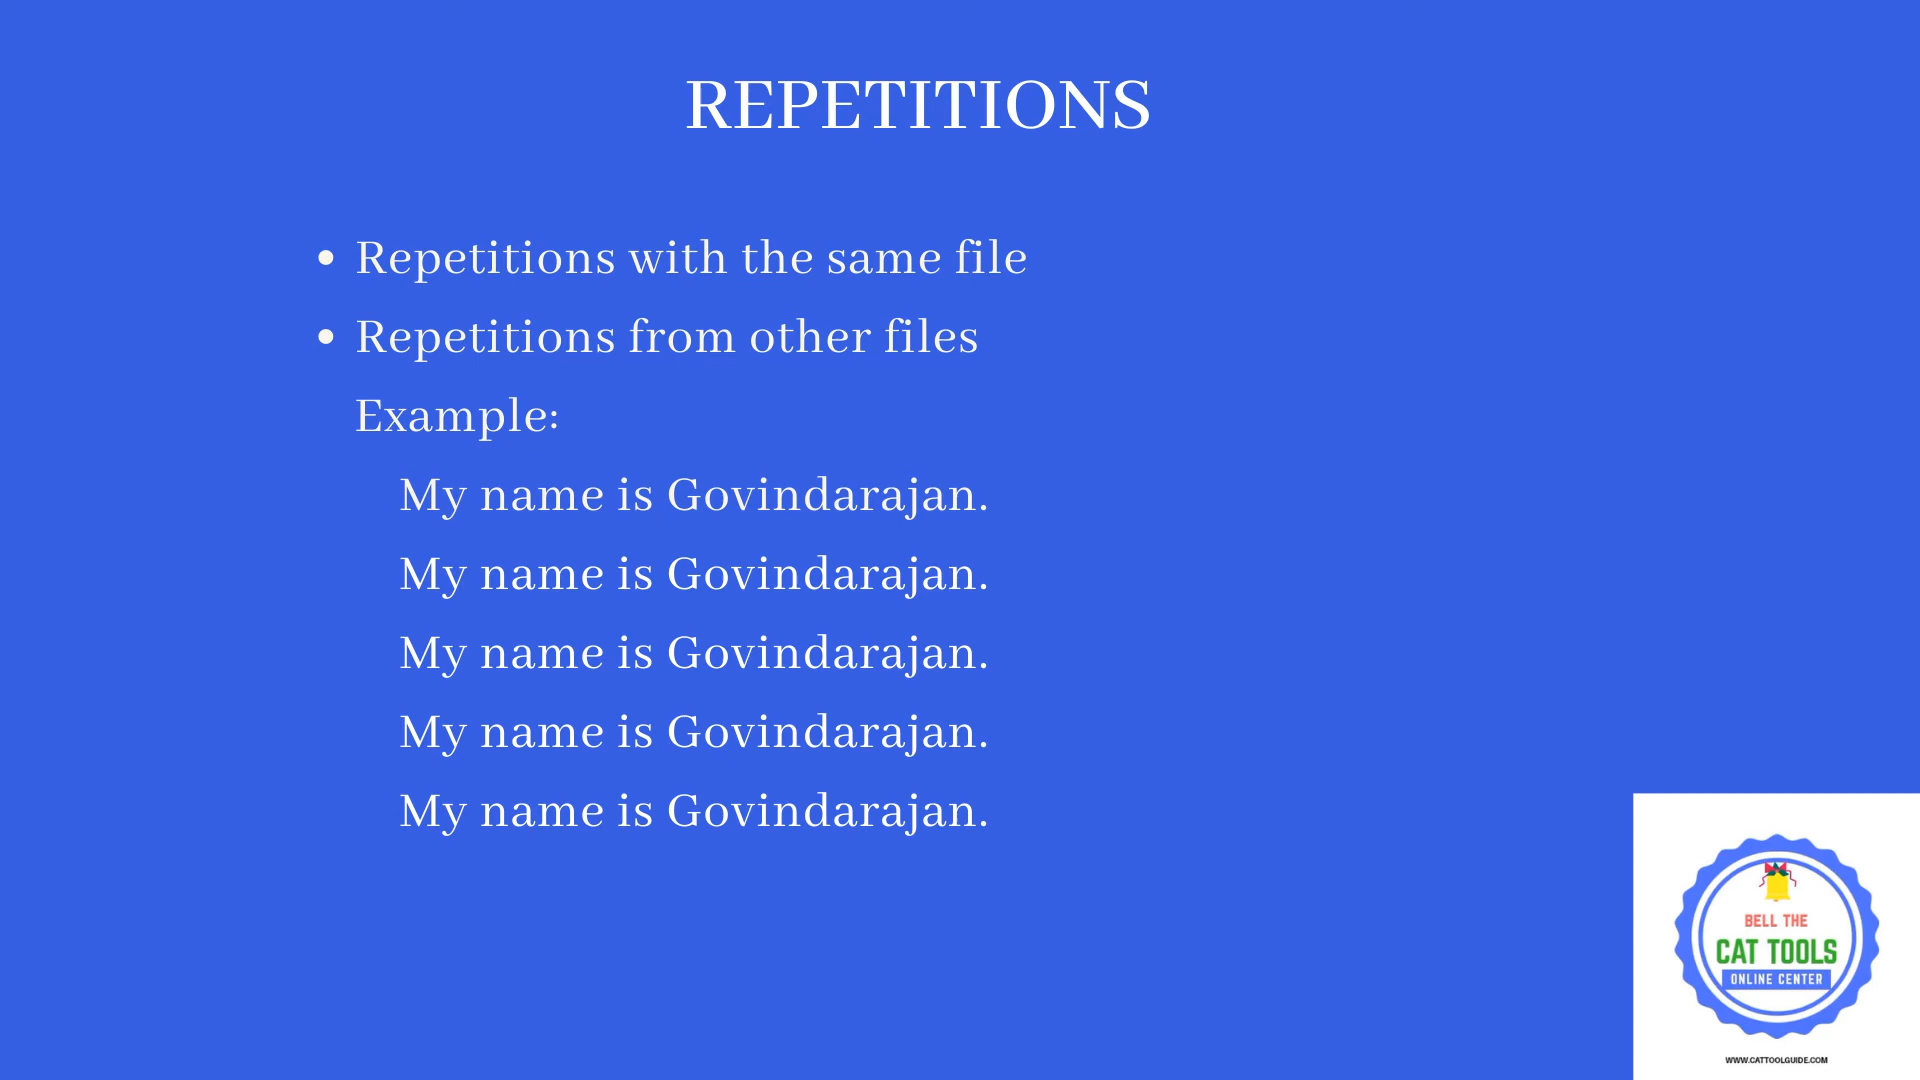 REPETITIONS
• Repetitions with the same file
• Repetitions from other files
Example:
My name is Govindarajan.
My name is Govindarajan.
My name is Govindarajan.
My name is Govindarajan.
My name is Govindarajan.
BELL THE
CAT TOOLS
ONLINE CENTER
WWW.CATTOOLGUIDE.COM